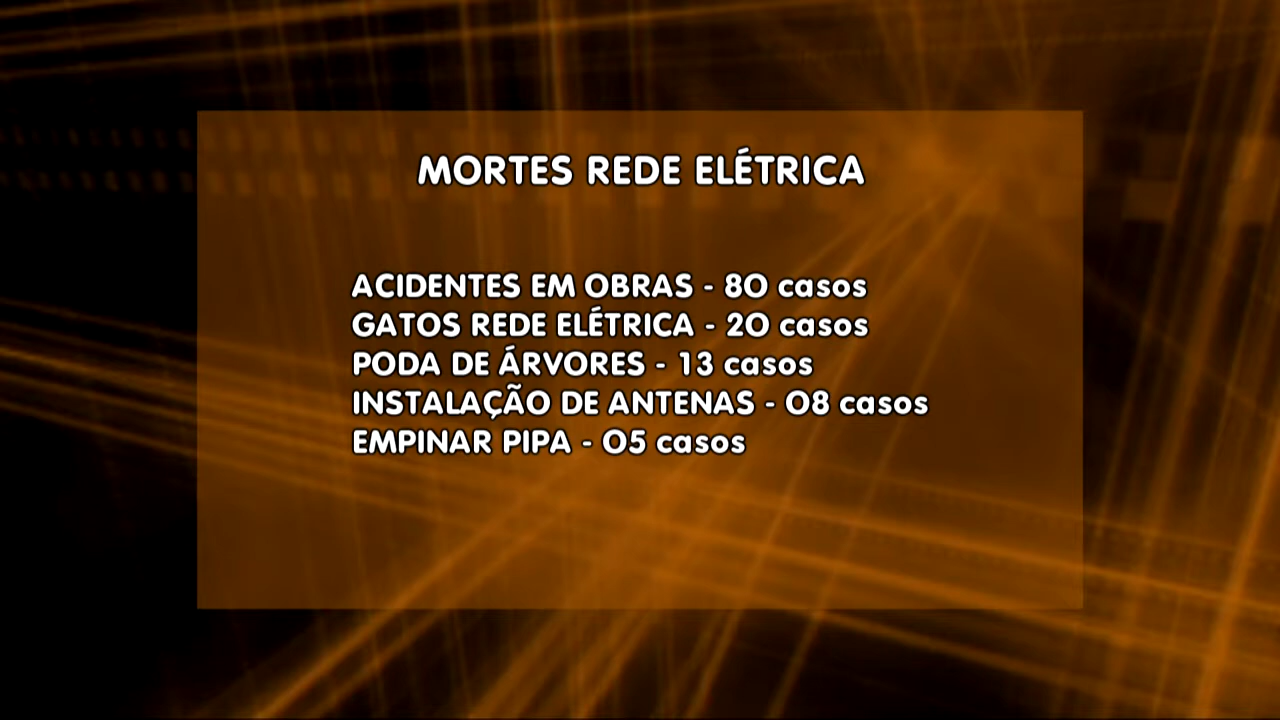 MORTES REDE ELÉTRICA
ACIDENTES EM OBRAS - 80 casos
GATOS REDE ELÉTRICA - 20 casos
PODA DE ÁRVORES - 13 casos
INSTALAÇÃO DE ANTENAS - 08 casos
EMPINAR PIPA - 05 casos